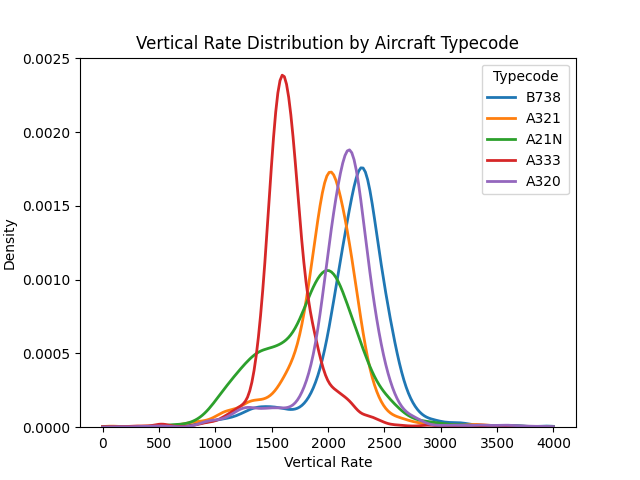 Vertical Rate Distribution by Aircraft Typecode
0.0025
0.0020
0.0015
0.0010
0.0005
0.0000
Density
0 500 1000 1500 2000 2500 3000 3500 4000
Vertical Rate
Typecode
B738
A321
A21N
A333
A320